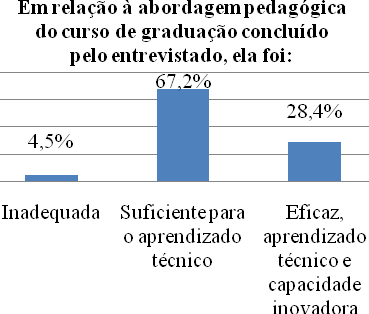 Em relação à abordagem pedagógica
do curso de graduação concluído
pelo entrevistado, ela foi:
67,2%
28,4%
4,5%
Inadequada
Suficiente para
o aprendizado
técnico
Eficaz,
aprendizado
técnico e
capacidade
inovadora